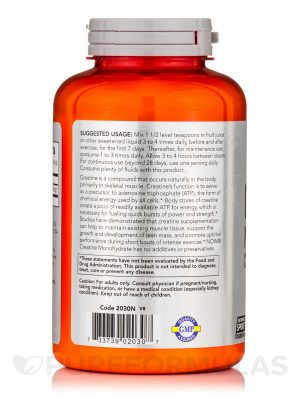 SUGGESTED USAGE: Mix 1 1/2 level teaspoons in fruit juice
or other sweetened liquid 3 to 4 times daily, before and after
exercise, for the first 7 days. Thereafter, for maintenance use,
consume 1 to 3 times daily. Allow 3 to 4 hours between doses.
For continuous use beyond 28 days, use one serving daily.
Consume plenty of fluids with this product.
Creatine is a compound that occurs naturally in the body,
primarily in skeletal muscle. Creatine's function is to serve
as a precursor to adenosine triphosphate (ATP), the form of
chemical energy used by all cells.* Body stores of creatine
create a pool of readily available ATP for energy, which is
necessary for fueling quick bursts of power and strength.*
Studies have demonstrated that creatine supplementation
can help to maintain existing muscle tissue, support the
growth and development of lean mass, and promote optimal
performance during short bouts of intense exercise.* NOW®
Creatine Monohydrate has no additives or preservatives.
*These statements have not been evaluated by the Food and
Drug Administration. This product is not intended to diagnose,
treat, cure or prevent any disease.
Caution: For adults only. Consult physician if pregnant/nursing,
taking medication, or have a medical condition (especially kidney
condition). Keep out of reach of children.
Code 2030N V8
7 33739 02030 7
GMP
PUREFORMULAS